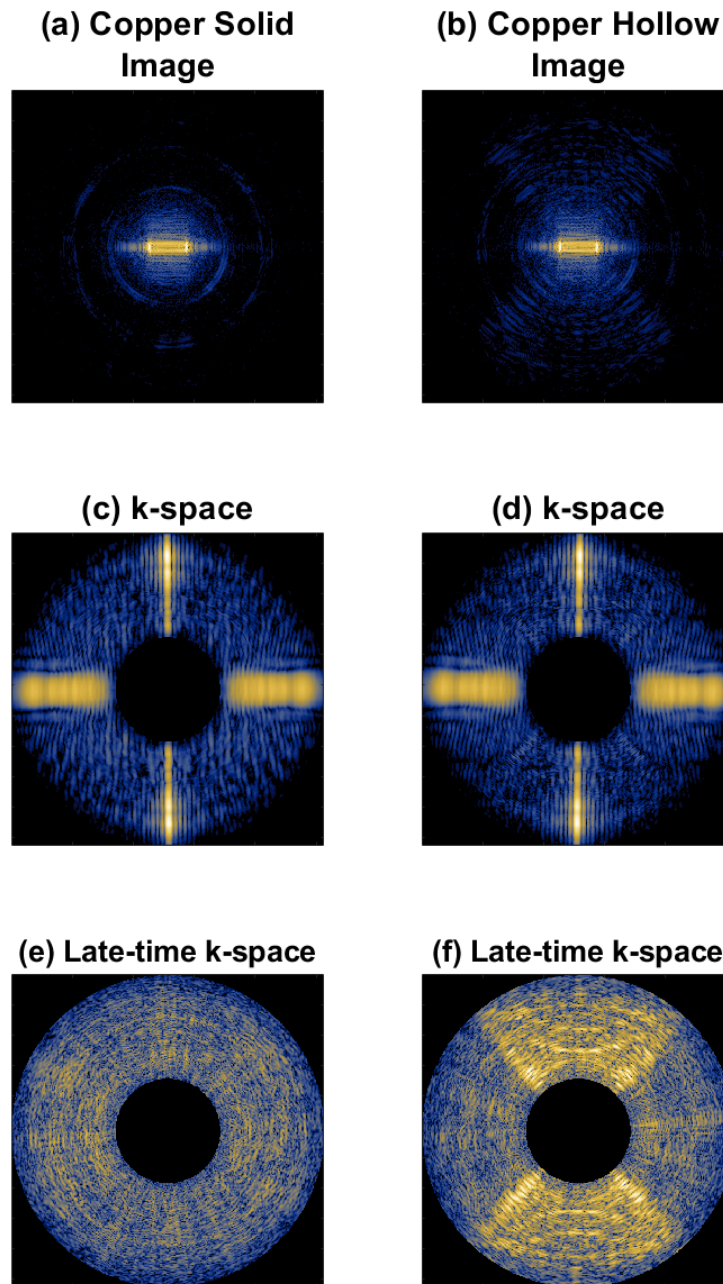 (a) Copper Solid
Image
(b) Copper Hollow
Image
(c) k-space
(d) k-space
(e) Late-time k-space
(f) Late-time k-space